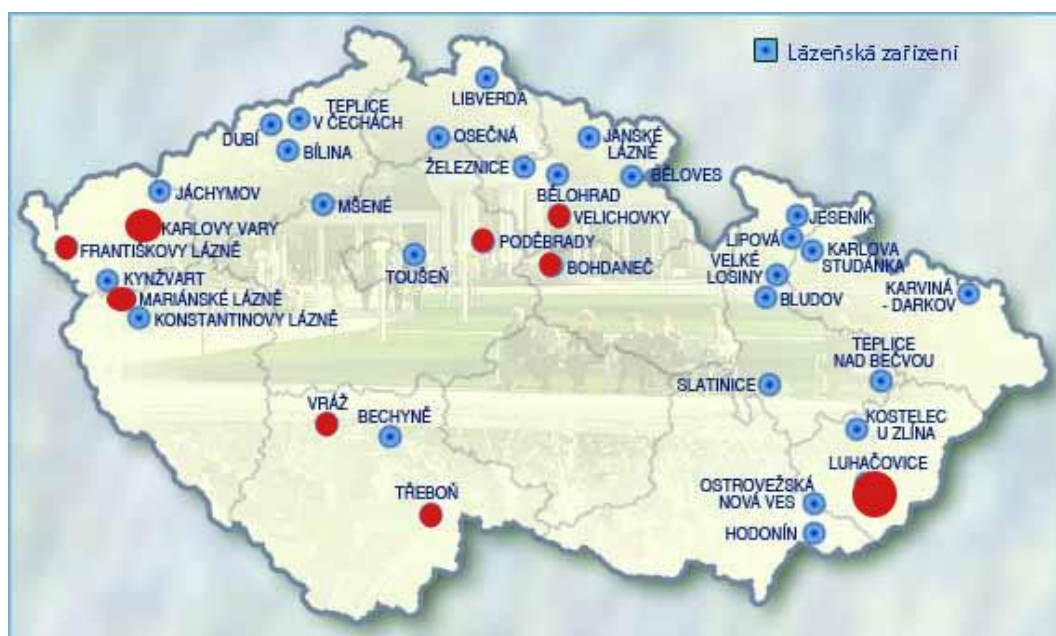 Lázeňská zařízení
LIBVERDA
TEPLICE
V ČECHÁCH
DUBÍ
BÍLINA
OSEČNÁ
JÁNSKÉ
LÁZNĚ
ŽELEZNICE
BĚLOHRAD
BĚLOVES
JÁCHYMOV
MŠENÉ
VELICHOVKY
KARLOVY VARY
FRANTIŠKOVY LÁZNĚ
PODĚBRADY
BOHDANEČ
TOUŠEŇ
KYNŽVART
MARIÁNSKÉ LÁZNĚ
KONSTANTINOVY LÁZNĚ
JESENÍK
LIPOVÁ
KARLOVA
STUDÁNKA
VELKÉ
LOSINY
BLUDOV
KARVINÁ
- DARKOV
TEPLICE
NAD BEČVOU
SLATINICE
VRÁŽ
BECHYNĚ
KOSTELEC
U ZLÍNA
LUHAČOVICE
TŘEBOŇ
OSTROVEŽSKÁ
NOVÁ VES
HODONÍN